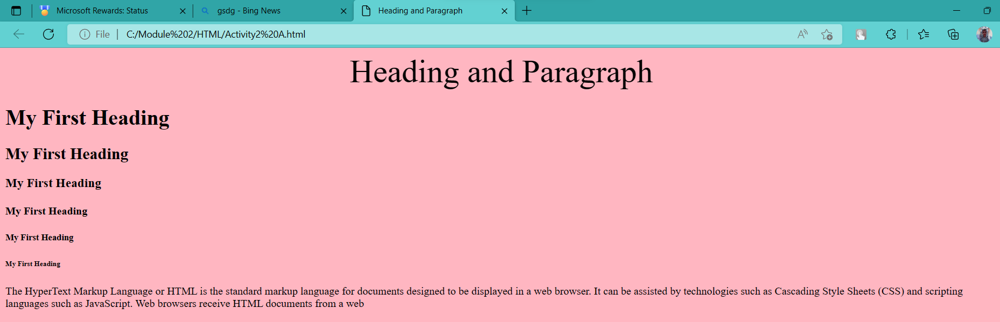 Microsoft Rewards: Status
gsdg - Bing News
Heading and Paragraph
File
C:/Module%202/HTML/Activity2%20A.html
Heading and Paragraph
My First Heading
My First Heading
My First Heading
My First Heading
My First Heading
My First Heading
The HyperText Markup Language or HTML is the standard markup language for documents designed to be displayed in a web browser. It can be assisted by technologies such as Cascading Style Sheets (CSS) and scripting
languages such as JavaScript. Web browsers receive HTML documents from a web